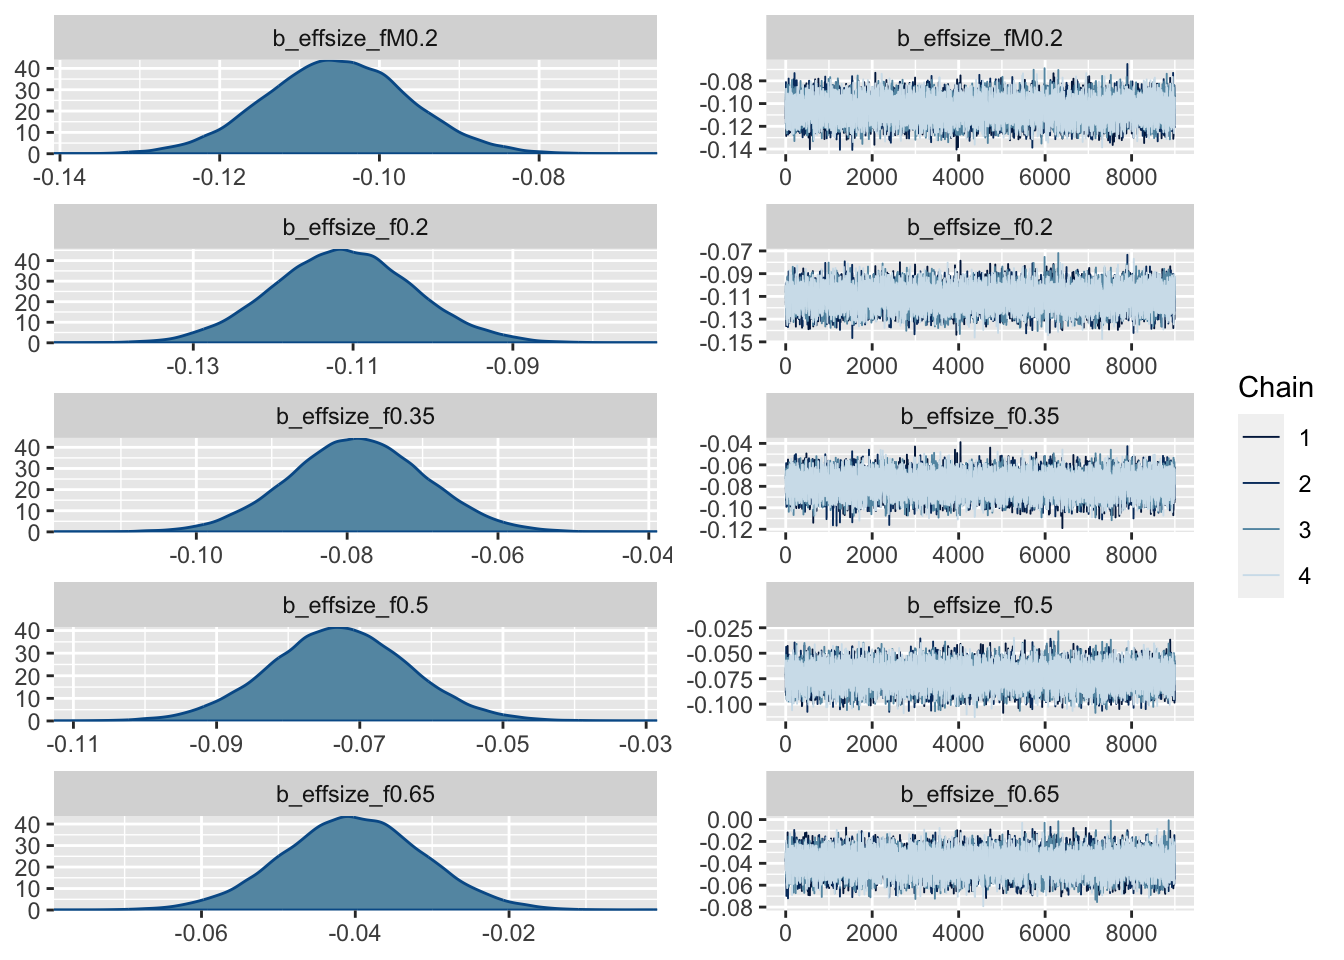 b_effsize_fM0.2
40
30
20
10
0
-0.14 -0.12 -0.10 -0.08
b_effsize_fM0.2
-0.08
-0.10
-0.12
-0.14
0 2000 4000 6000 8000
b_effsize_f0.2
40
30
20
10
0
-0.13 -0.11 -0.09
b_effsize_f0.2
-0.07
-0.09
-0.11
-0.13
-0.15
0 2000 4000 6000 8000
b_effsize_f0.35
40
30
20
10
0
-0.10 -0.08 -0.06 -0.04
b_effsize_f0.35
-0.04
-0.06
-0.08
-0.10
-0.12
0 2000 4000 6000 8000
b_effsize_f0.5
40
30
20
10
0
-0.11 -0.09 -0.07 -0.05 -0.03
b_effsize_f0.5
-0.025
-0.050
-0.075
-0.100
0 2000 4000 6000 8000
b_effsize_f0.65
40
30
20
10
0
-0.06 -0.04 -0.02
b_effsize_f0.65
0.00
-0.02
-0.04
-0.06
-0.08
0 2000 4000 6000 8000
Chain
1
2
3
4